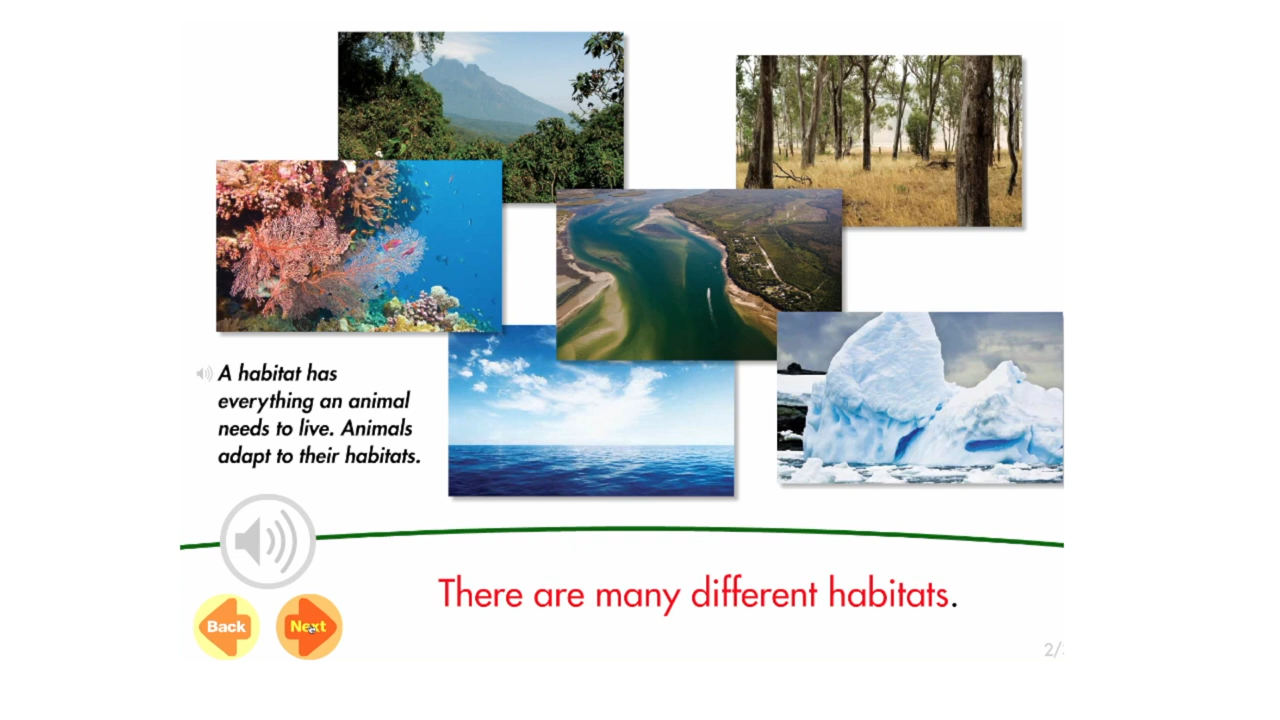 A habitat has
everything an animal
needs to live. Animals
adapt to their habitats.
There are many different habitats.
Back
Next
2/